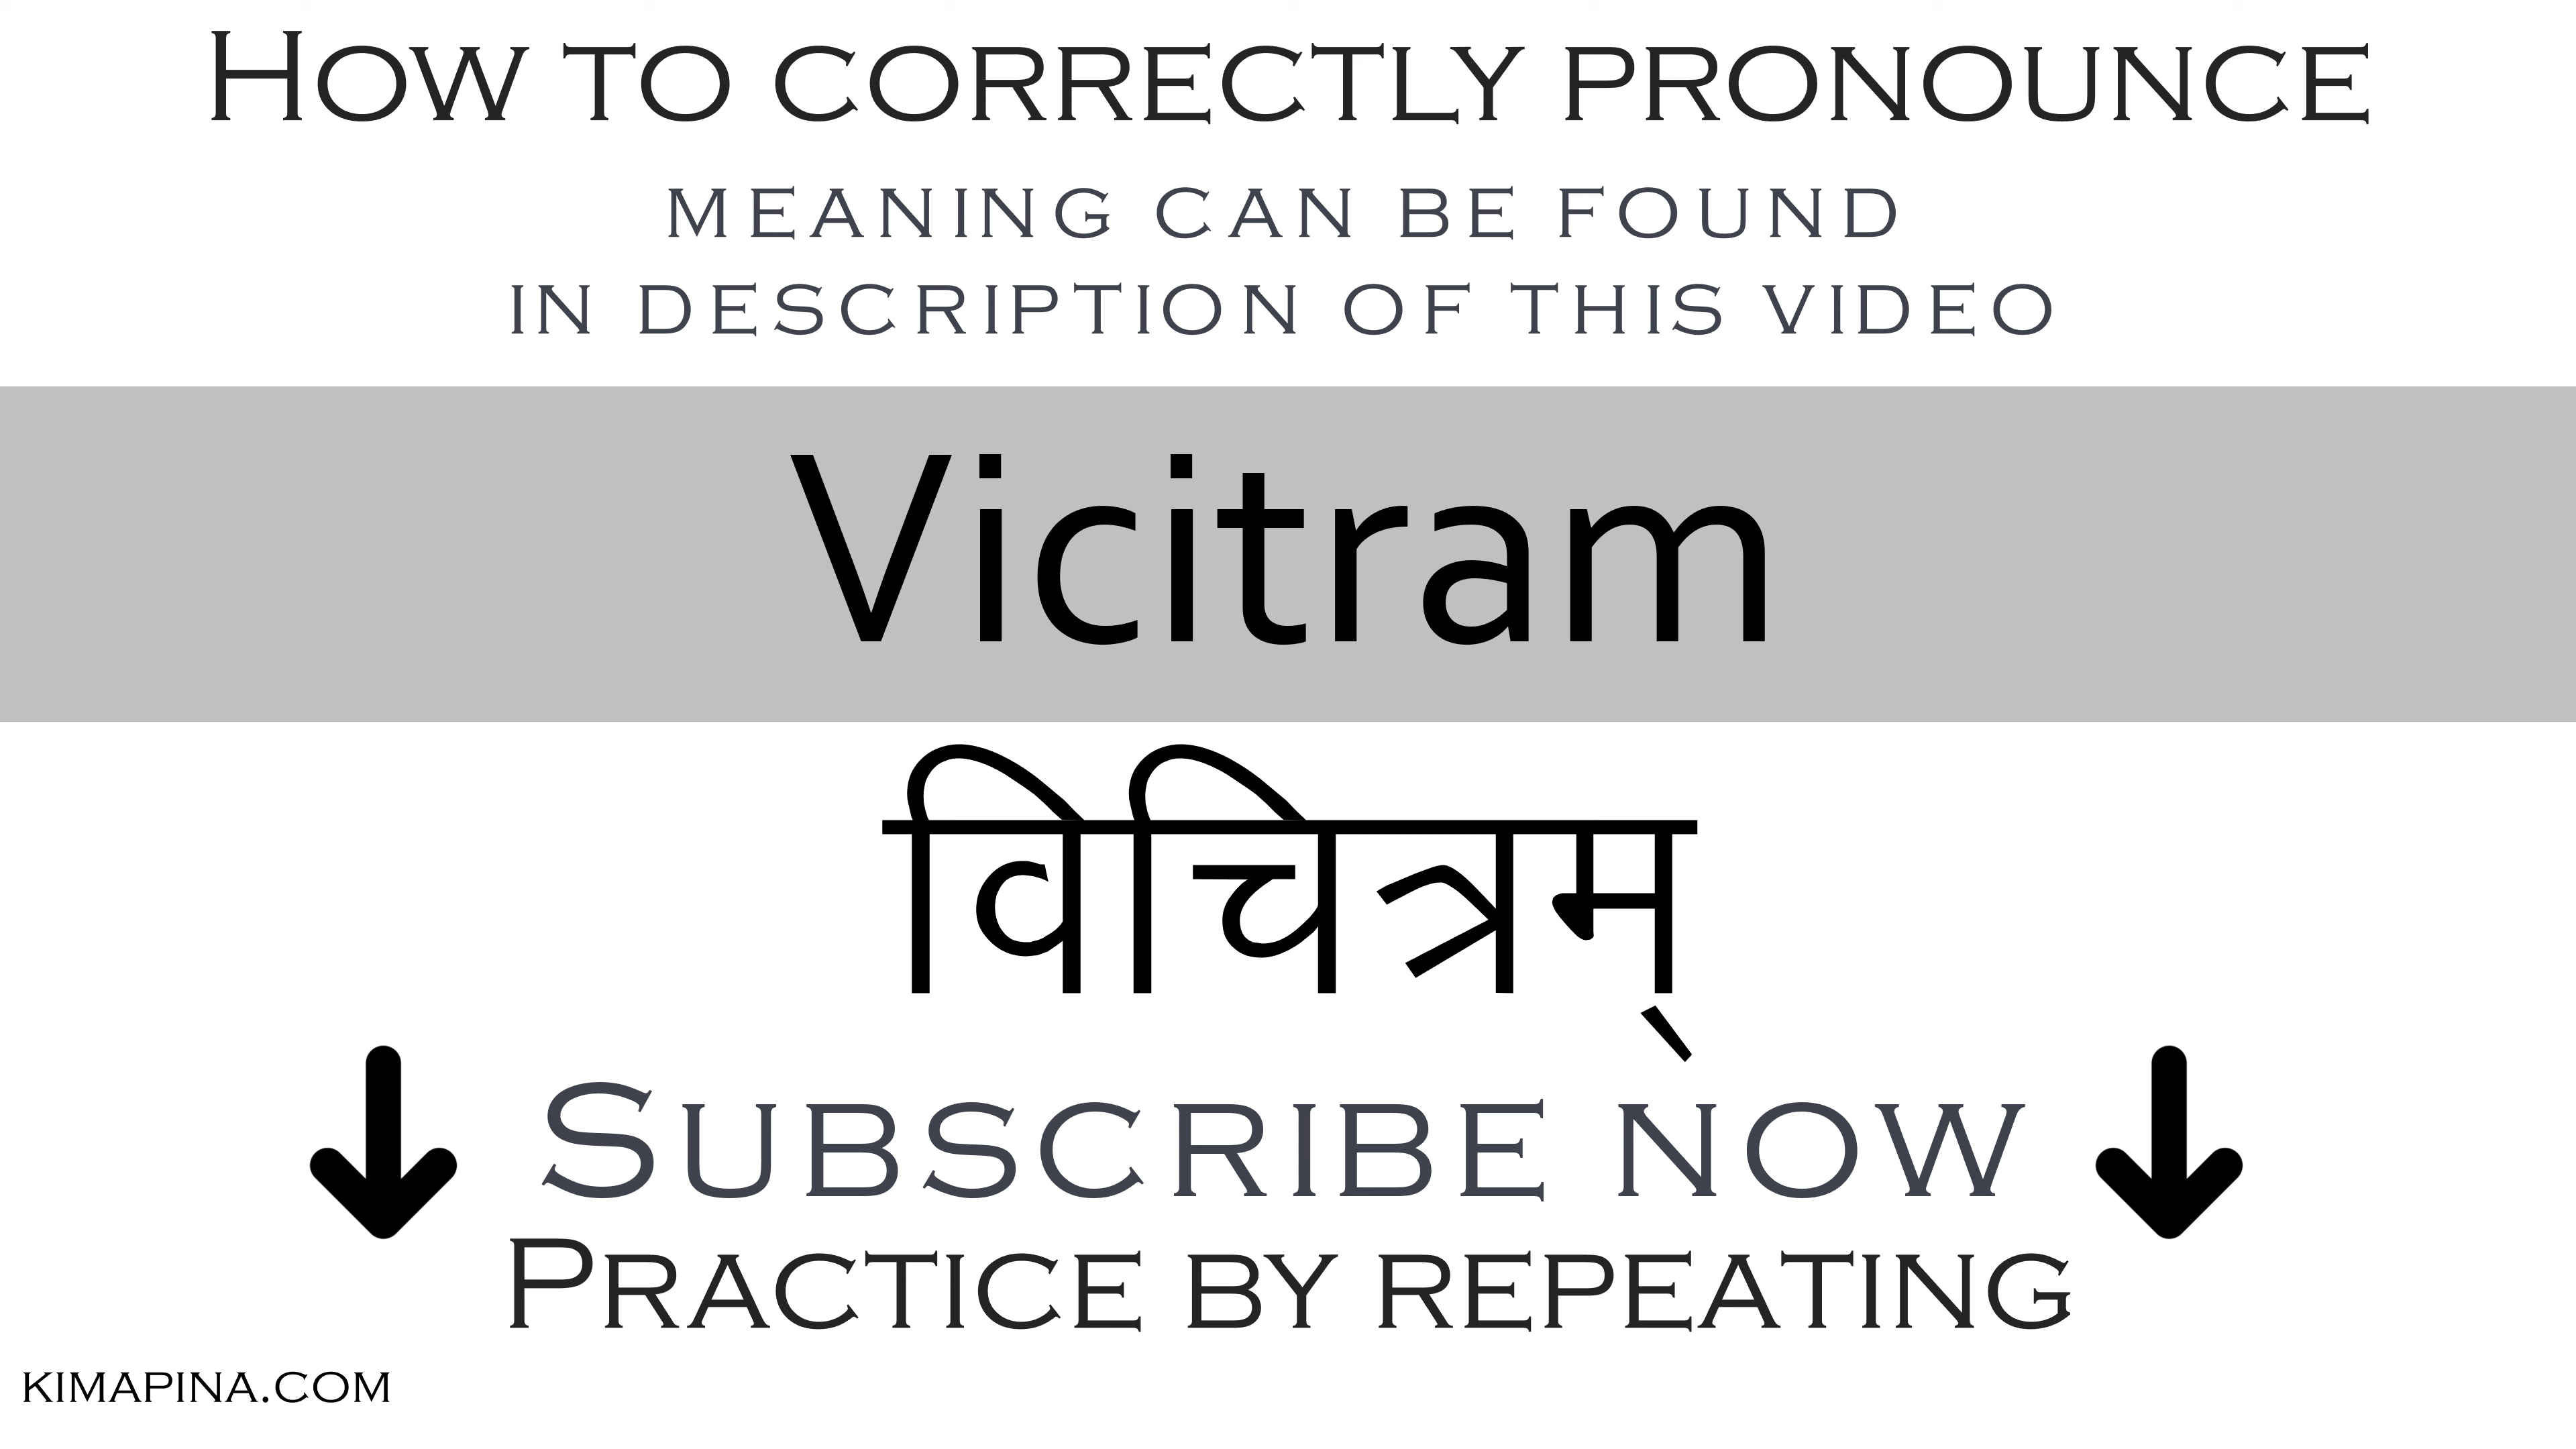 How to correctly pronounce
meaning can be found
in description of this video
Vicitram
विचित्रम्
Subscribe now
Practice by repeating
kimapina.com